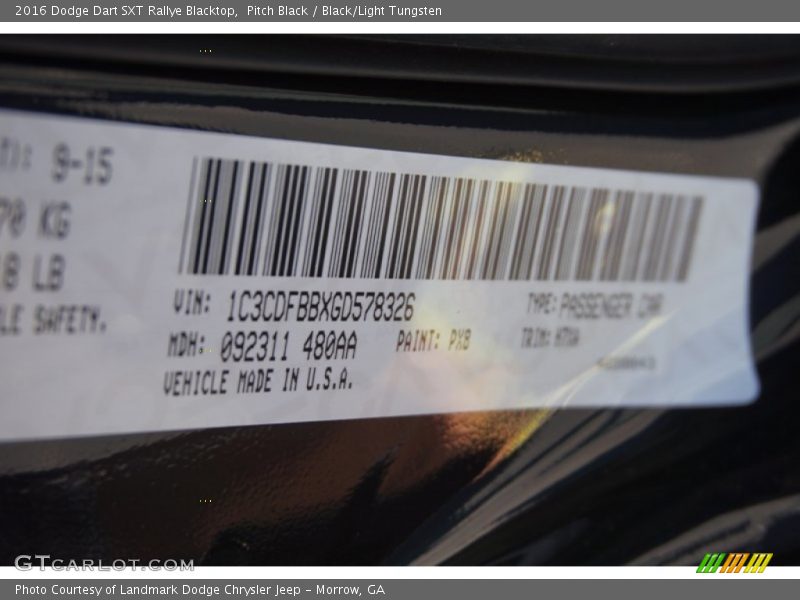 2016 Dodge Dart SXT Rallye Blacktop, Pitch Black / Black/Light Tungsten
9-15
70 KG
8 LB
LE SAFETY.
VIN: 1C3CDFBBXGD578326 TYPE: PASSENGER CAR
MDH: 092311 480AA PAINT: PX8 TRIM:
VEHICLE MADE IN U.S.A.
GTCARLOT.COM
Photo Courtesy of Landmark Dodge Chrysler Jeep – Morrow, GA